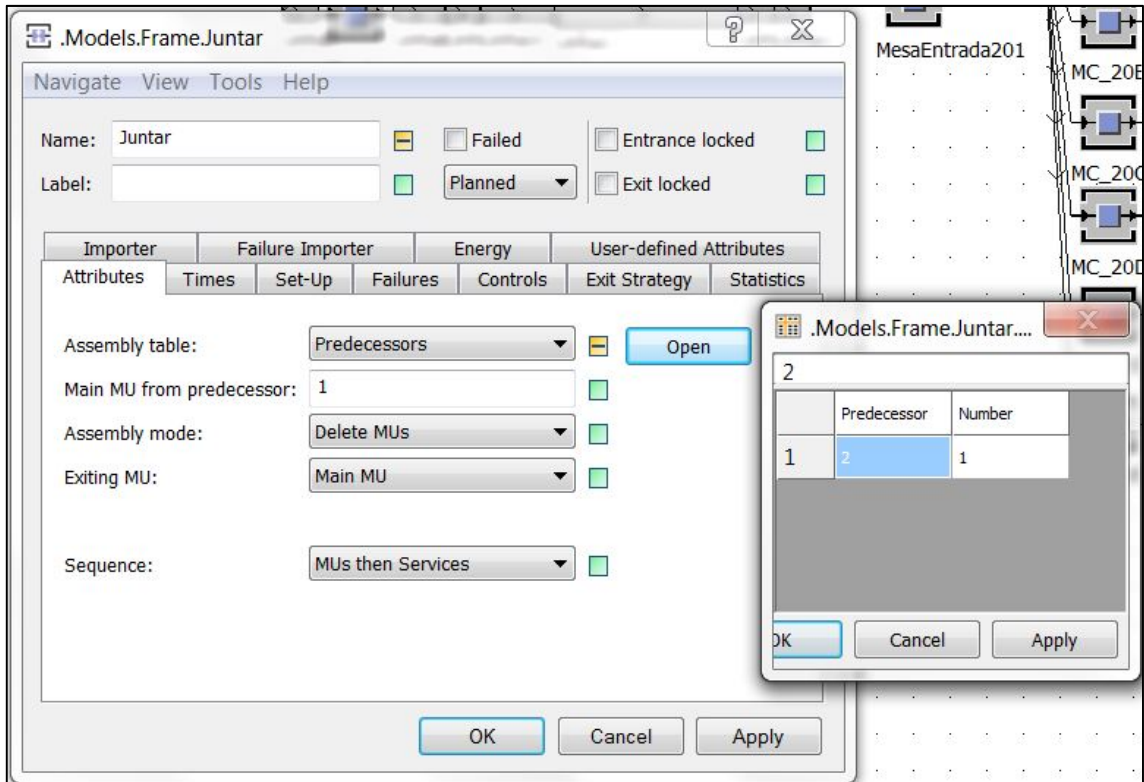 .Models.Frame.Juntar
Navigate View Tools Help
Name: Juntar Failed Entrance locked
Label: Planned Exit locked
Importer Failure Importer Energy User-defined Attributes
Attributes Times Set-Up Failures Controls Exit Strategy Statistics
Assembly table: Predecessors Open
Main MU from predecessor: 1
Assembly mode: Delete MUs
Exiting MU: Main MU
Sequence: MUs then Services
OK Cancel Apply
MesaEntrada201
MC_20E
MC_20C
MC_20D
.Models.Frame.Juntar....
2
Predecessor Number
1 2 1
OK Cancel Apply